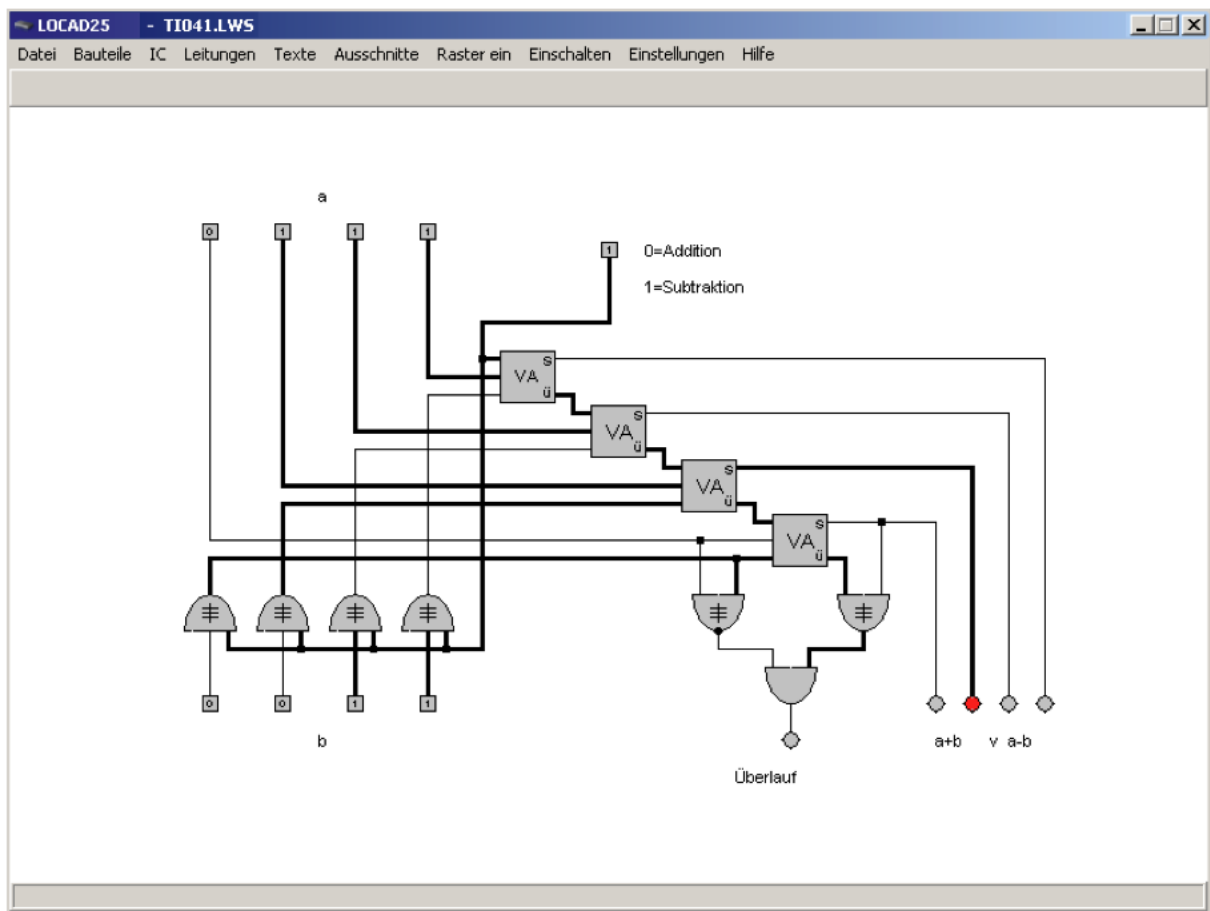 LOCAD25 - TI041.LWS
Datei Bauteile IC Leitungen Texte Ausschnitte Raster ein Einschalten Einstellungen Hilfe
a
0 1 1 1
1 0=Addition
1=Subtraktion
s
VA
ü
s
VA
ü
s
VA
ü
s
VA
ü
0 0 1 1
b
a+b v a-b
Überlauf